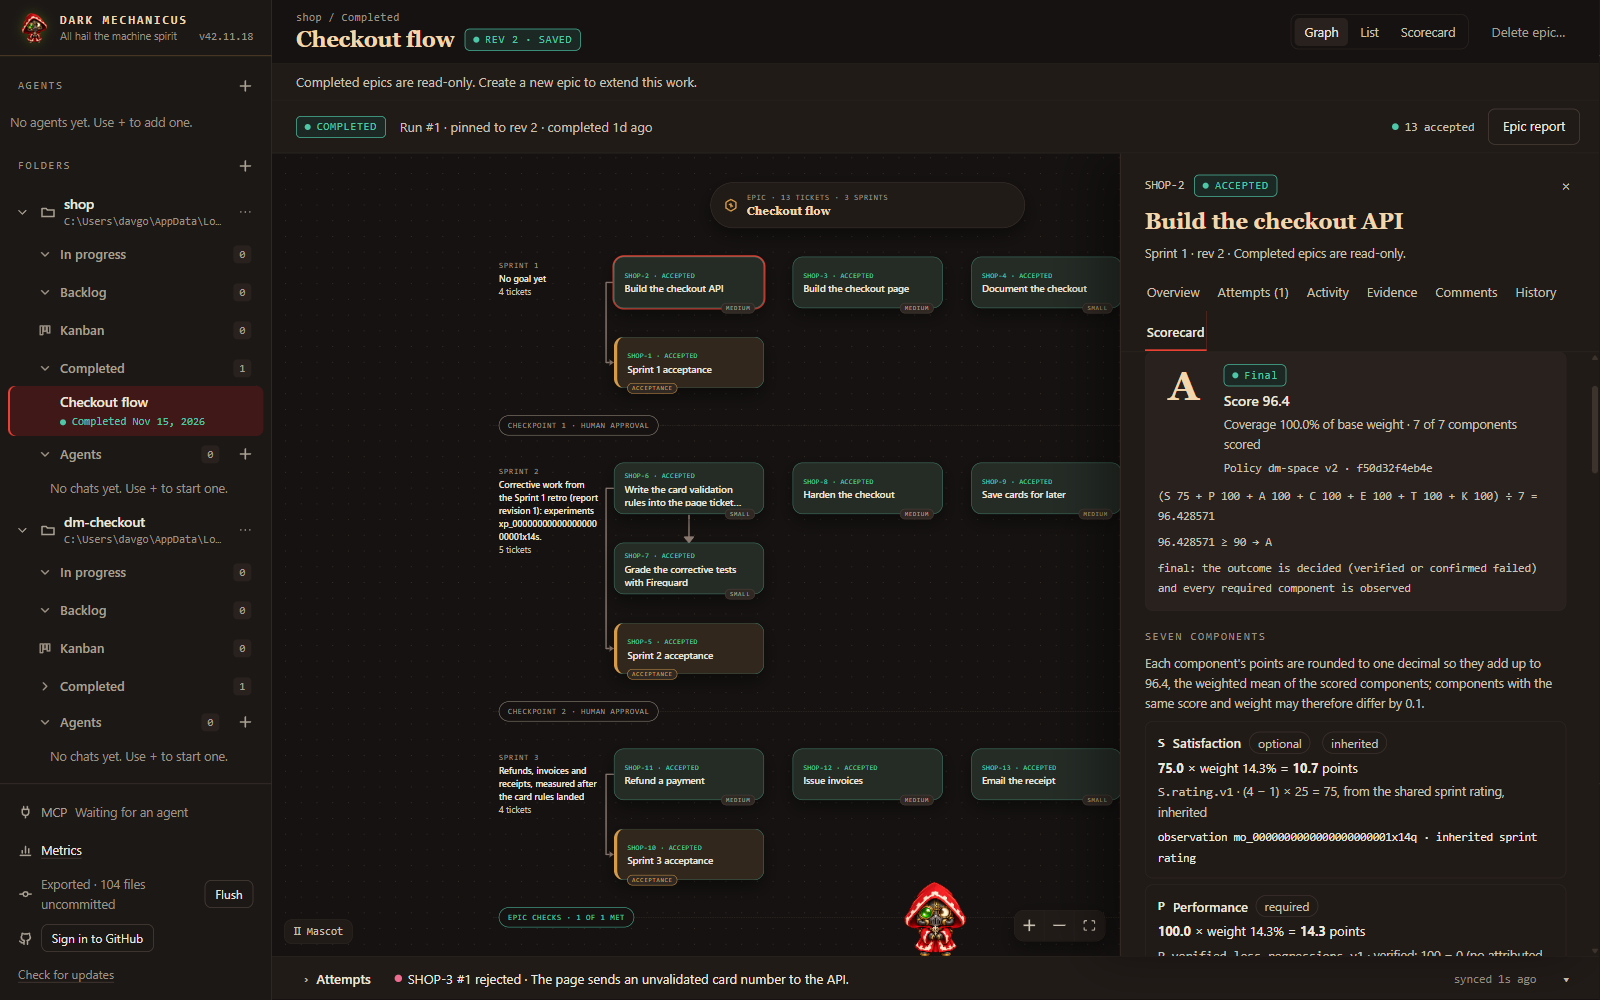 DARK MECHANICUS
All hail the machine spirit v42.11.18
AGENTS
No agents yet. Use + to add one.
FOLDERS
shop
C:\Users\davgo\AppData\Lo…
In progress 0
Backlog 0
Kanban 0
Completed 1
Checkout flow
Completed Nov 15, 2026
Agents 0
No chats yet. Use + to start one.
dm-checkout
C:\Users\davgo\AppData\Lo…
In progress 0
Backlog 0
Kanban 0
Completed 1
Agents 0
No chats yet. Use + to start one.
MCP Waiting for an agent
Metrics
Exported · 104 files
uncommitted
Flush
Sign in to GitHub
Check for updates
shop / Completed
Checkout flow
REV 2 · SAVED
Graph List Scorecard Delete epic...
Completed epics are read-only. Create a new epic to extend this work.
COMPLETED Run #1 · pinned to rev 2 · completed 1d ago
13 accepted Epic report
EPIC · 13 TICKETS · 3 SPRINTS
Checkout flow
SPRINT 1
No goal yet
4 tickets
SHOP-2 · ACCEPTED
Build the checkout API
MEDIUM
SHOP-3 · ACCEPTED
Build the checkout page
MEDIUM
SHOP-4 · ACCEPTED
Document the checkout
SMALL
SHOP-1 · ACCEPTED
Sprint 1 acceptance
ACCEPTANCE
CHECKPOINT 1 · HUMAN APPROVAL
SPRINT 2
Corrective work from
the Sprint 1 retro (report
revision 1): experiments
xp_00000000000000000
00001x14s.
5 tickets
SHOP-6 · ACCEPTED
Write the card validation
rules into the page ticket…
SMALL
SHOP-8 · ACCEPTED
Harden the checkout
MEDIUM
SHOP-9 · ACCEPTED
Save cards for later
MEDIUM
SHOP-7 · ACCEPTED
Grade the corrective tests
with Fireguard
SMALL
SHOP-5 · ACCEPTED
Sprint 2 acceptance
ACCEPTANCE
CHECKPOINT 2 · HUMAN APPROVAL
SPRINT 3
Refunds, invoices and
receipts, measured after
the card rules landed
4 tickets
SHOP-11 · ACCEPTED
Refund a payment
MEDIUM
SHOP-12 · ACCEPTED
Issue invoices
MEDIUM
SHOP-13 · ACCEPTED
Email the receipt
SMALL
SHOP-10 · ACCEPTED
Sprint 3 acceptance
ACCEPTANCE
EPIC CHECKS · 1 OF 1 MET
Mascot
SHOP-2 ACCEPTED
Build the checkout API
Sprint 1 · rev 2 · Completed epics are read-only.
Overview Attempts (1) Activity Evidence Comments History
Scorecard
A
Final
Score 96.4
Coverage 100.0% of base weight · 7 of 7 components
scored
Policy dm-space v2 · f50d32f4eb4e
(S 75 + P 100 + A 100 + C 100 + E 100 + T 100 + K 100) ÷ 7 =
96.428571
96.428571 ≥ 90 → A
final: the outcome is decided (verified or confirmed failed)
and every required component is observed
SEVEN COMPONENTS
Each component's points are rounded to one decimal so they add up to
96.4, the weighted mean of the scored components; components with the
same score and weight may therefore differ by 0.1.
S Satisfaction optional inherited
75.0 × weight 14.3% = 10.7 points
S.rating.v1 · (4 − 1) × 25 = 75, from the shared sprint rating,
inherited
observation mo_0000000000000000000001x14q · inherited sprint
rating
P Performance required
100.0 × weight 14.3% = 14.3 points
P.verified_less_regressions.v1 · verified: 100 − 0 (no attributed
Attempts SHOP-3 #1 rejected · The page sends an unvalidated card number to the API.
synced 1s ago